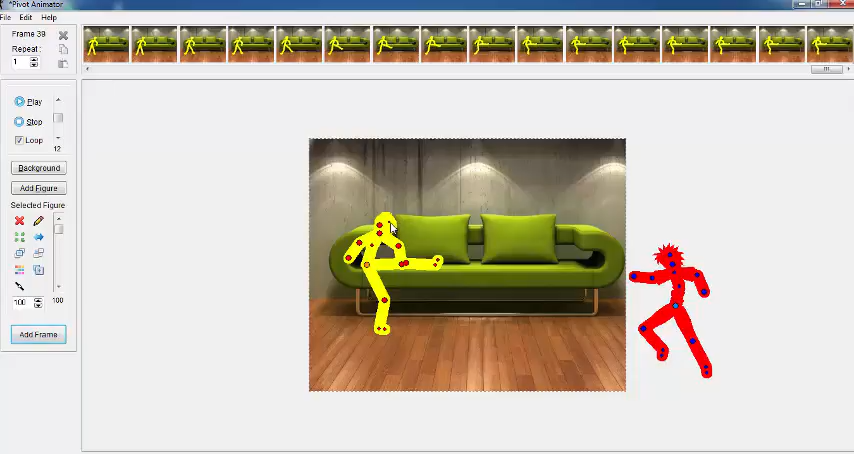 *Pivot Animator
File Edit Help
Frame 39
Repeat :
1
Play
Stop
Loop
12
Background
Add Figure
Selected Figure
100
100
Add Frame